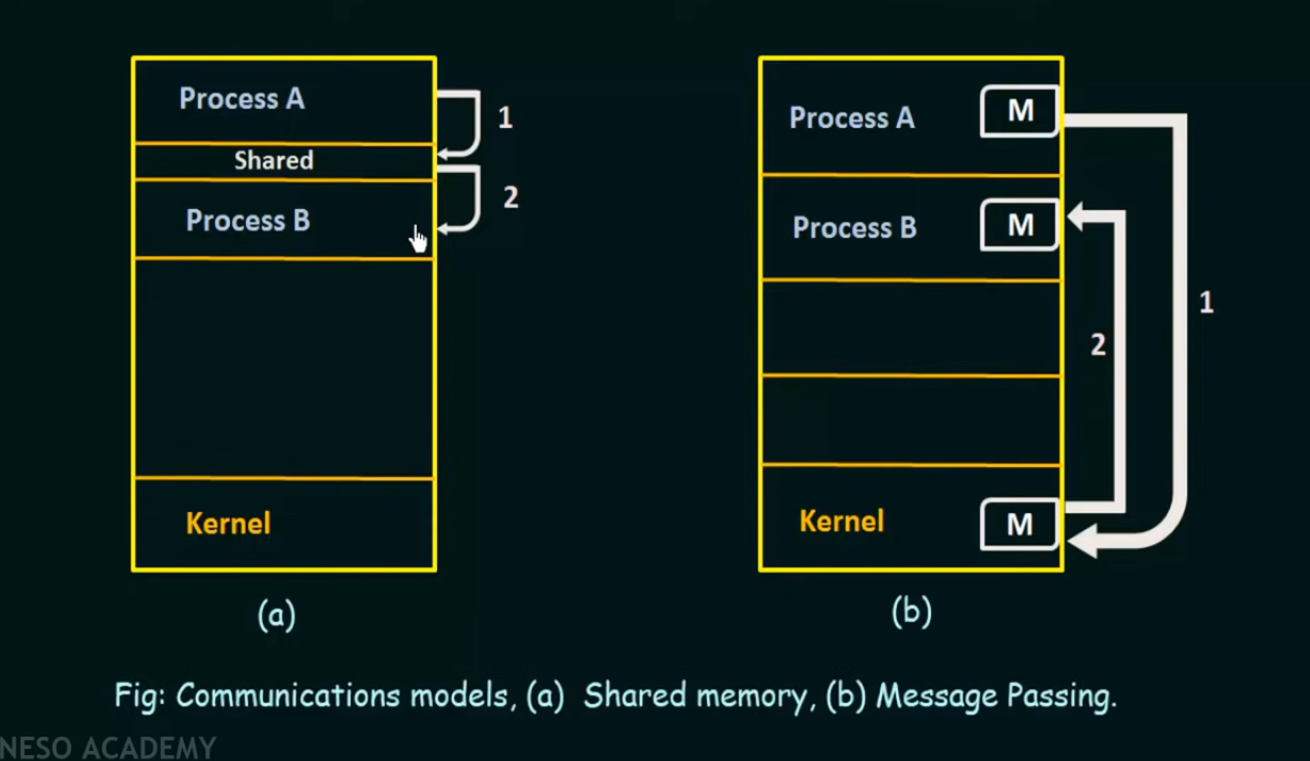 Process A
Shared
Process B
Kernel
1
2
(a)
Process A
M
Process B
M
Kernel
M
1
2
(b)
Fig: Communications models, (a) Shared memory, (b) Message Passing.
NESO ACADEMY